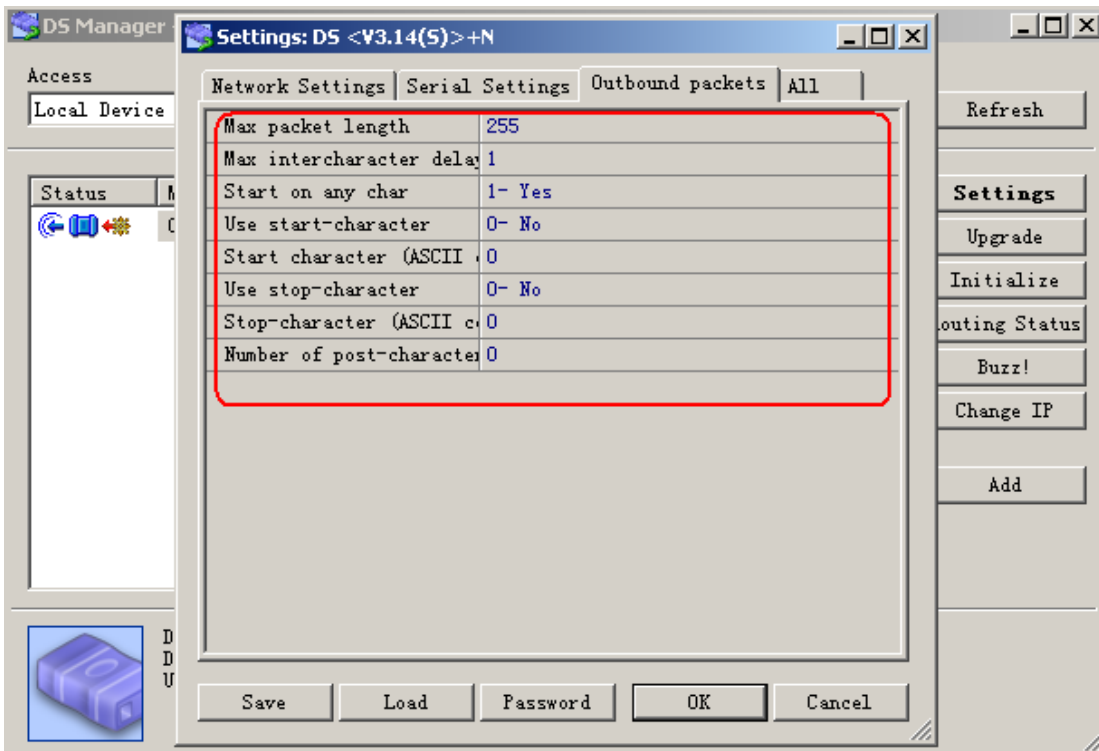 DS Manager -
Settings: DS <V3.14(S)>+N
Access
Local Device
Network Settings
Serial Settings
Outbound packets
All
Max packet length 255
Max intercharacter delay 1
Start on any char 1- Yes
Use start-character 0- No
Start character (ASCII 0
Use stop-character 0- No
Stop-character (ASCII c 0
Number of post-character 0
Status
Refresh
Settings
Upgrade
Initialize
outing Status
Buzz!
Change IP
Add
D
D
U
Save
Load
Password
OK
Cancel